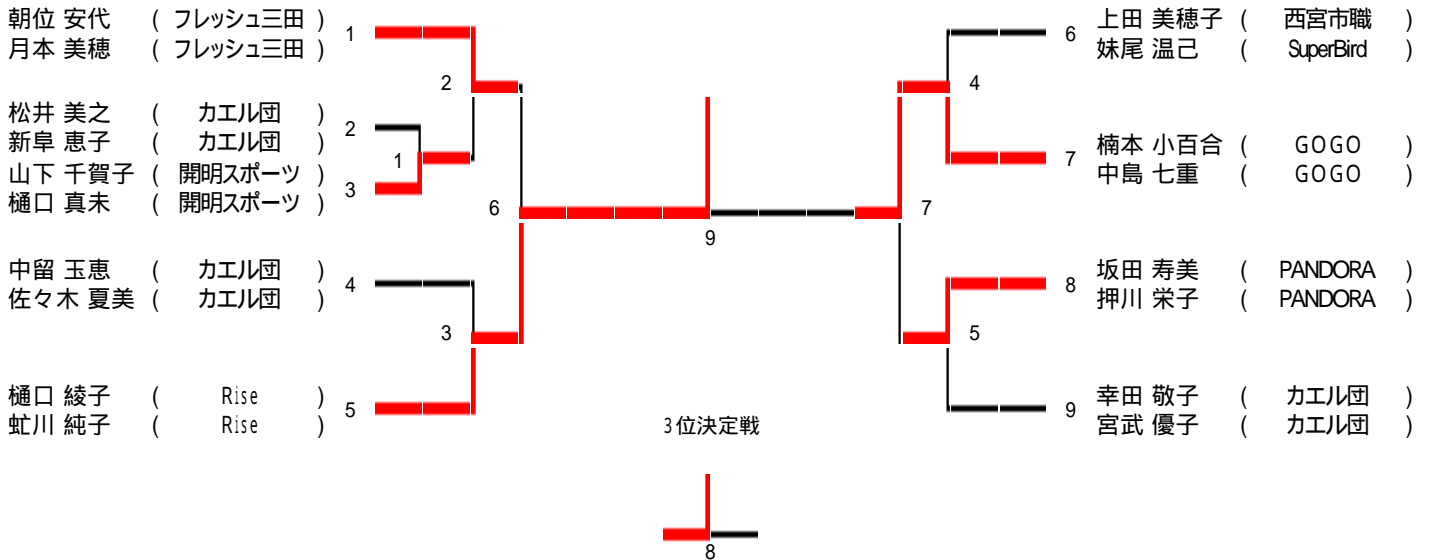 朝位 安代 ( フレッシュ三田 ) 1
月本 美穂 ( フレッシュ三田 )
2
松井 美之 ( カエル団 ) 2
新阜 恵子 ( カエル団 )
1
山下 千賀子 ( 開明スポーツ ) 3
樋口 真未 ( 開明スポーツ )
6
中留 玉恵 ( カエル団 ) 4
佐々木 夏美 ( カエル団 )
3
樋口 綾子 ( Rise ) 5
虻川 純子 ( Rise )
9
3位決定戦
8
6 上田 美穂子 ( 西宮市職 )
妹尾 温己 ( SuperBird )
4
7 楠本 小百合 ( GOGO )
中島 七重 ( GOGO )
7
8 坂田 寿美 ( PANDORA )
押川 栄子 ( PANDORA )
5
9 幸田 敬子 ( カエル団 )
宮武 優子 ( カエル団 )